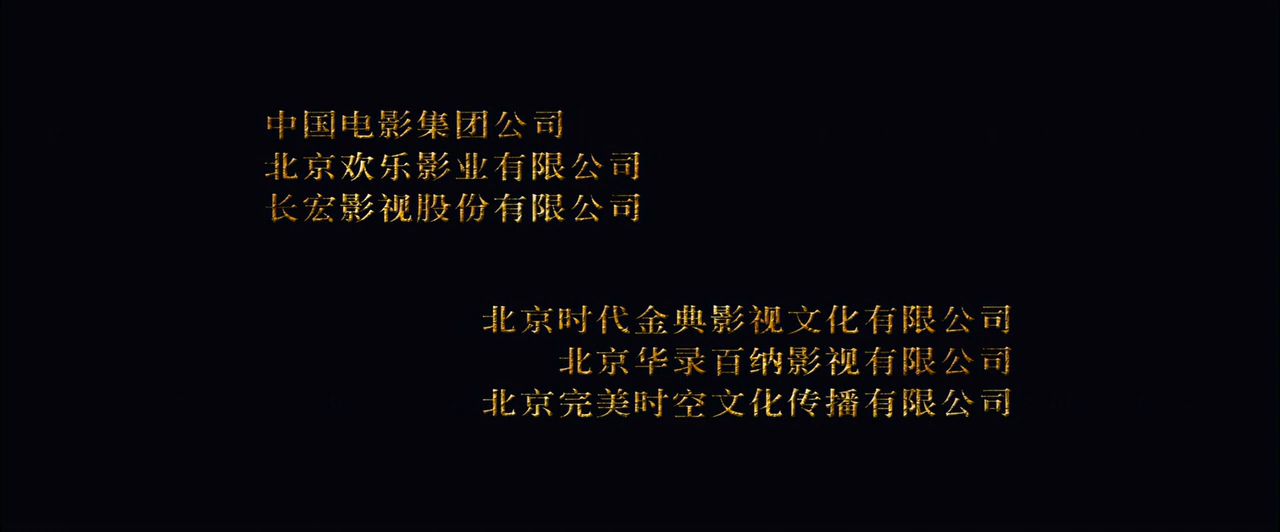 中国电影集团公司
北京欢乐影业有限公司
长宏影视股份有限公司
北京时代金典影视文化有限公司
北京华录百纳影视有限公司
北京完美时空文化传播有限公司